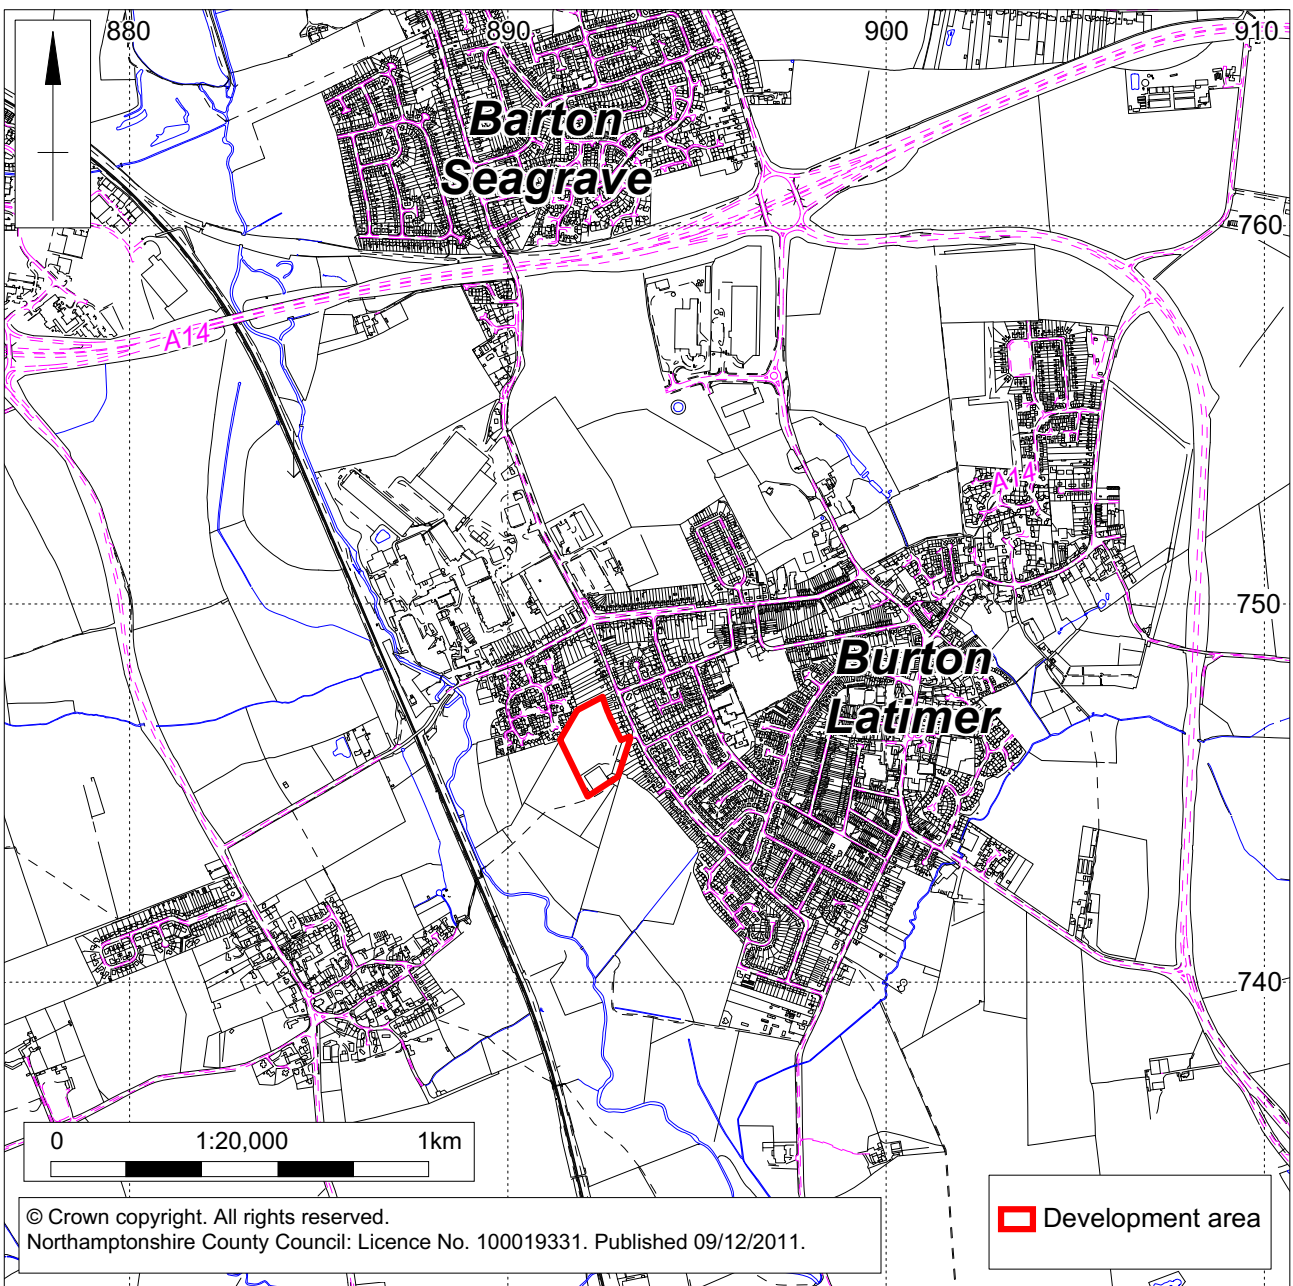 880
890
900
910
Barton
Seagrave
760
A14
A14
750
Burton
Latimer
740
0 1:20,000 1km
© Crown copyright. All rights reserved.
Northamptonshire County Council: Licence No. 100019331. Published 09/12/2011.
Development area